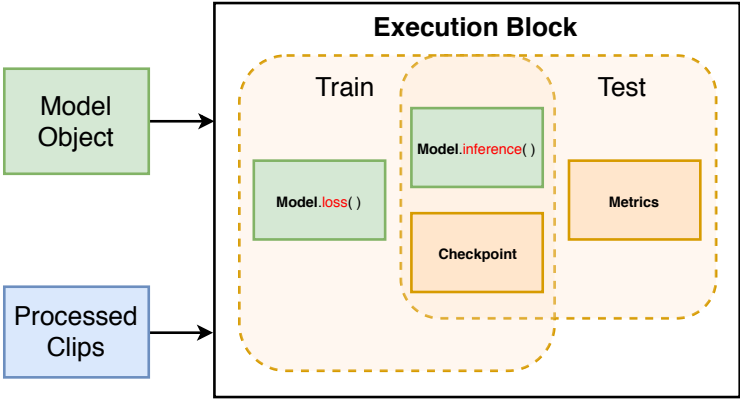 Execution Block
Train
Test
Model
Object
Model.inference( )
Model.loss( )
Metrics
Checkpoint
Processed
Clips